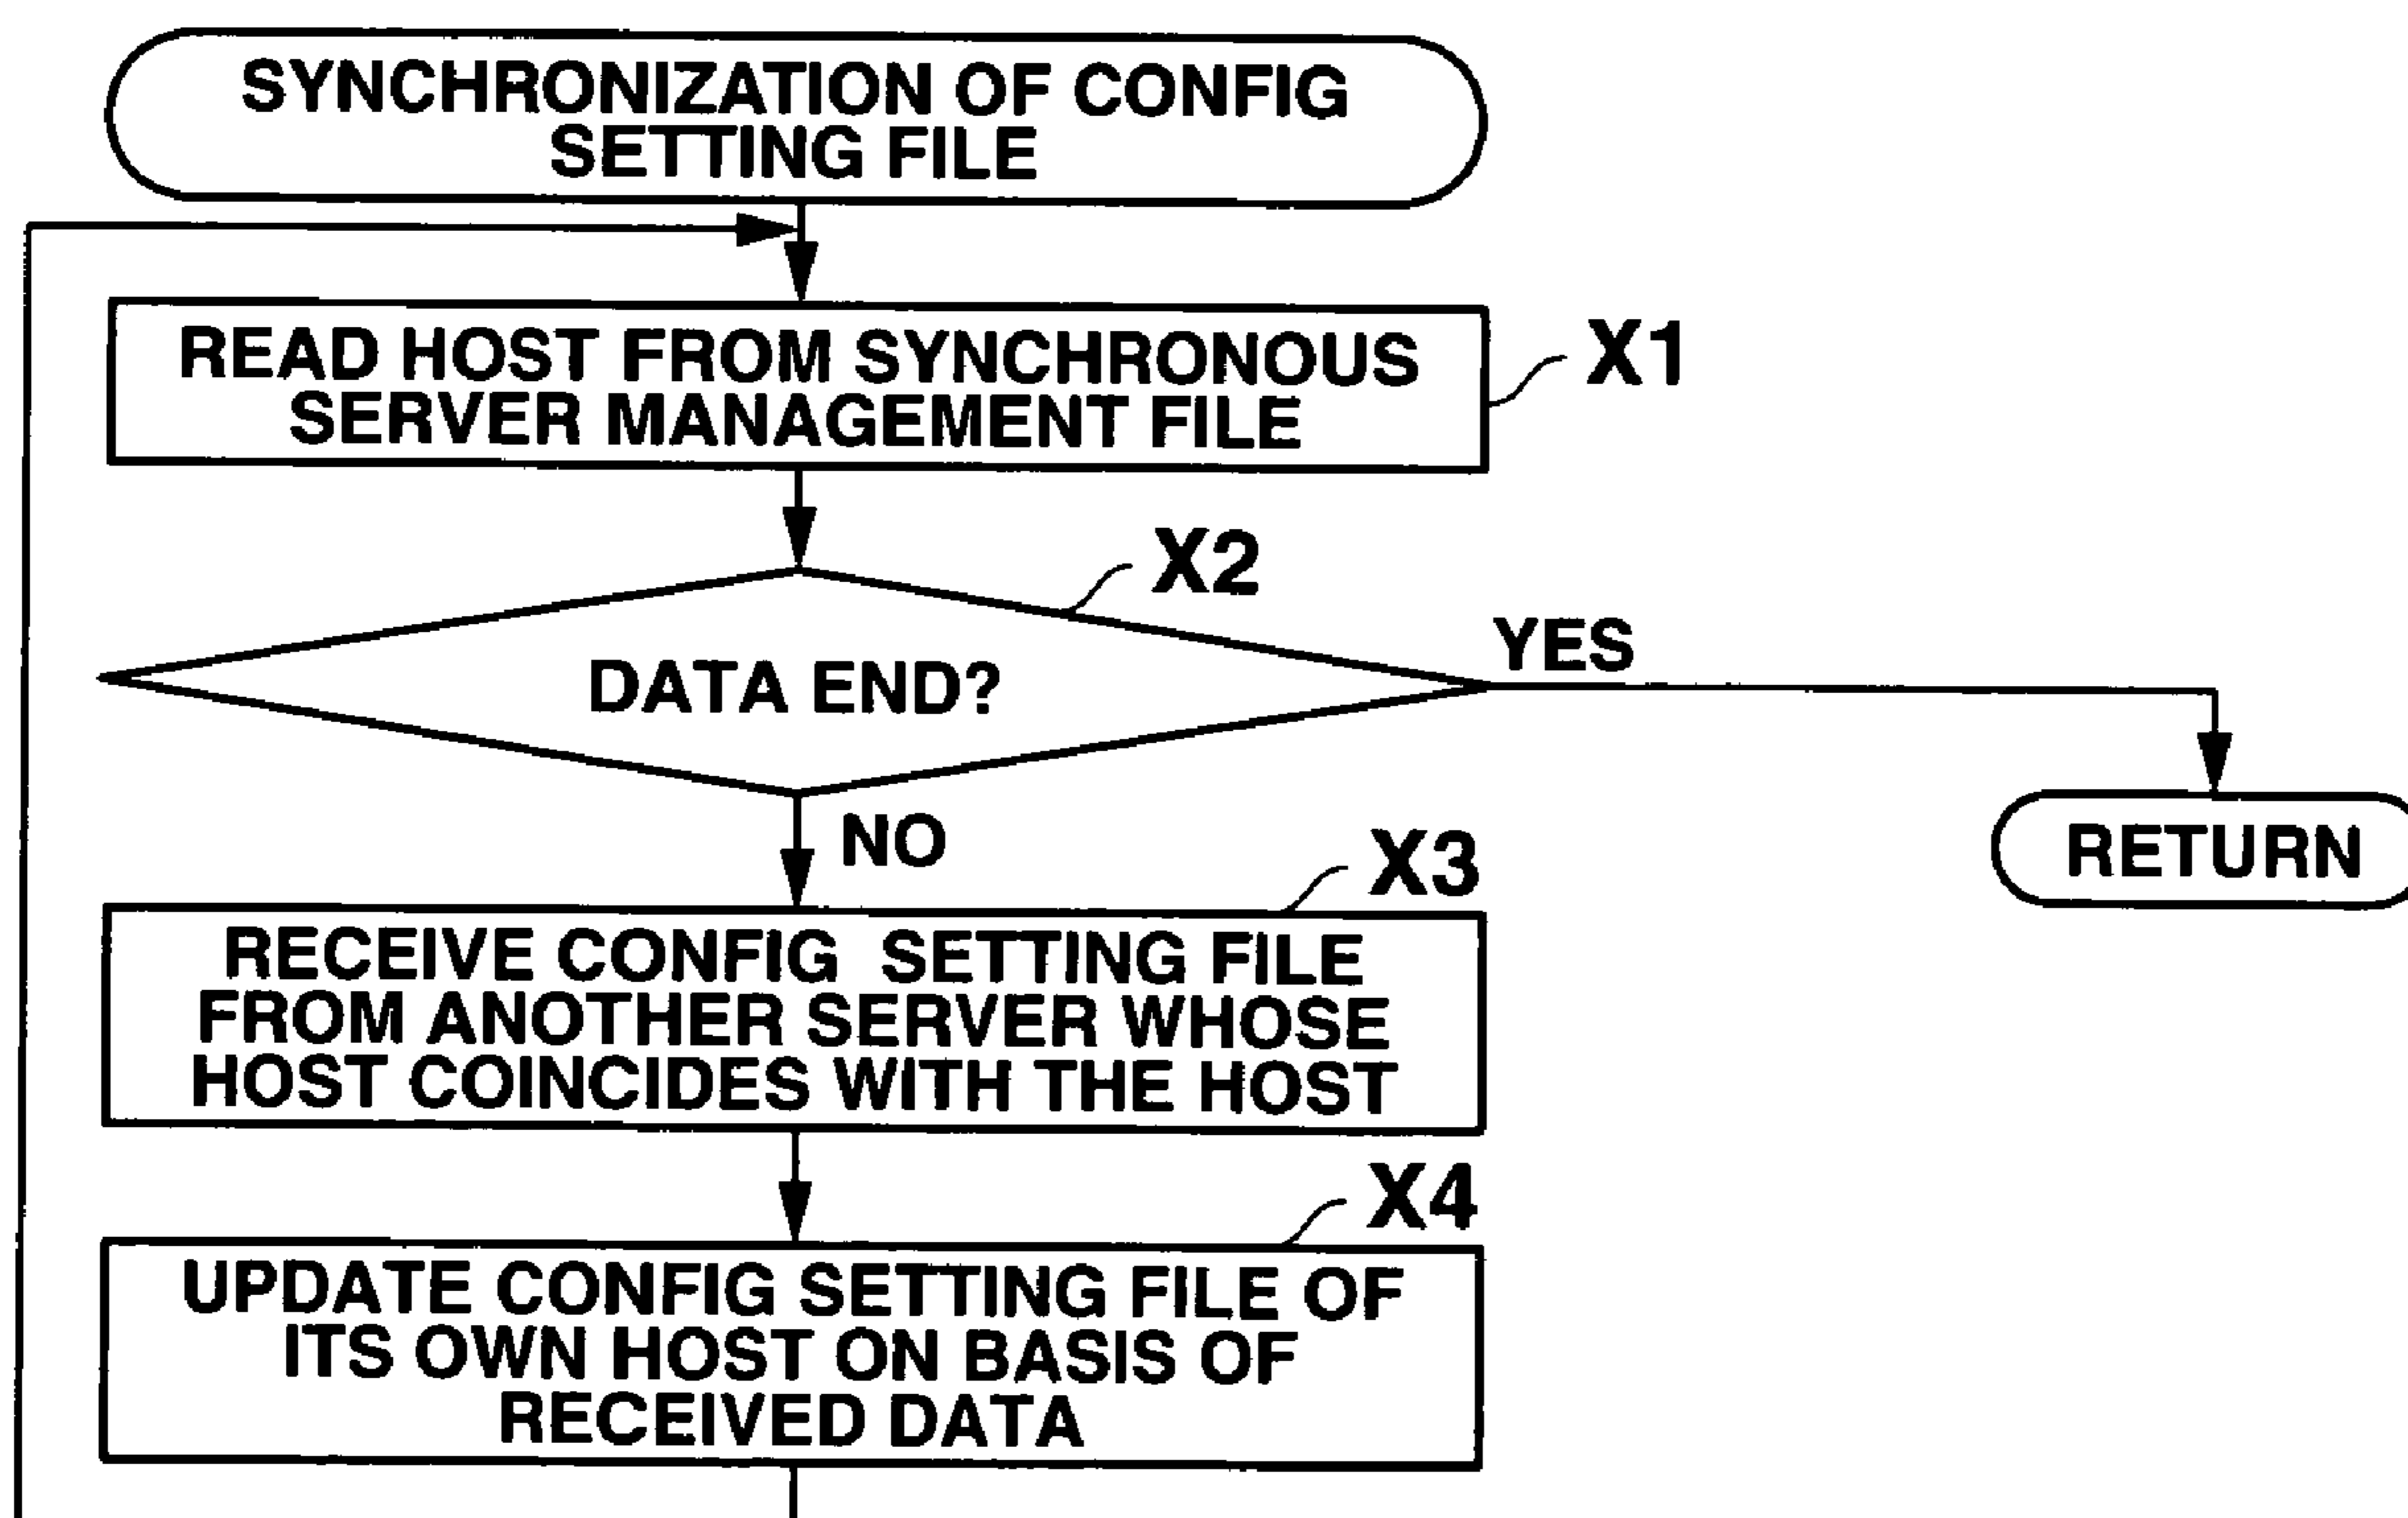 SYNCHRONIZATION OF CONFIG
SETTING FILE
READ HOST FROM SYNCHRONOUS
SERVER MANAGEMENT FILE
X1
X2
DATA END?
YES
NO
RETURN
X3
RECEIVE CONFIG SETTING FILE
FROM ANOTHER SERVER WHOSE
HOST COINCIDES WITH THE HOST
X4
UPDATE CONFIG SETTING FILE OF
ITS OWN HOST ON BASIS OF
RECEIVED DATA